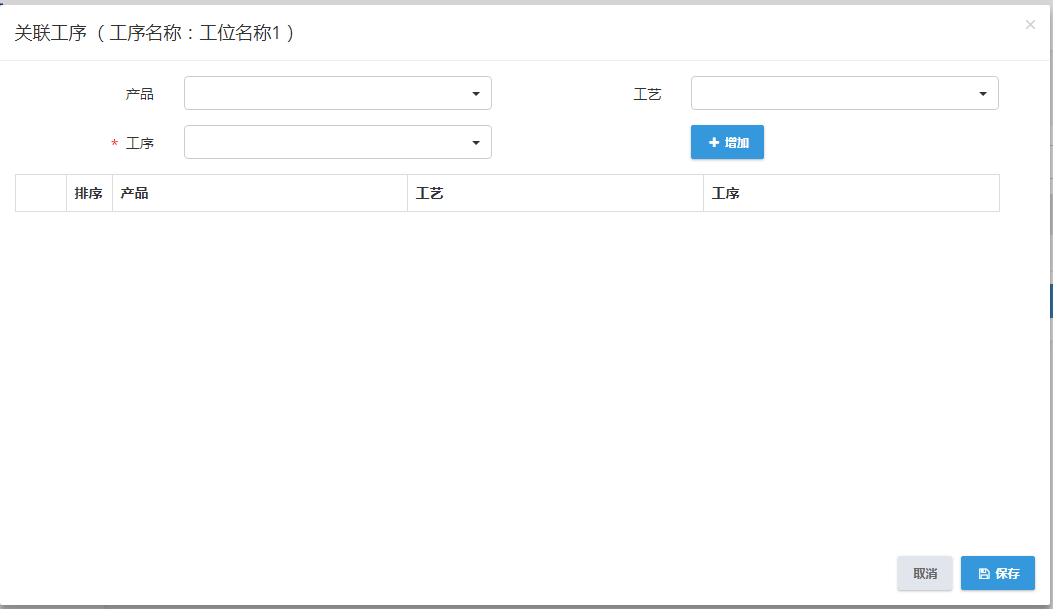 关联工序（工序名称：工位名称1）
产品 工艺
* 工序 增加
排序 产品 工艺 工序
取消 保存